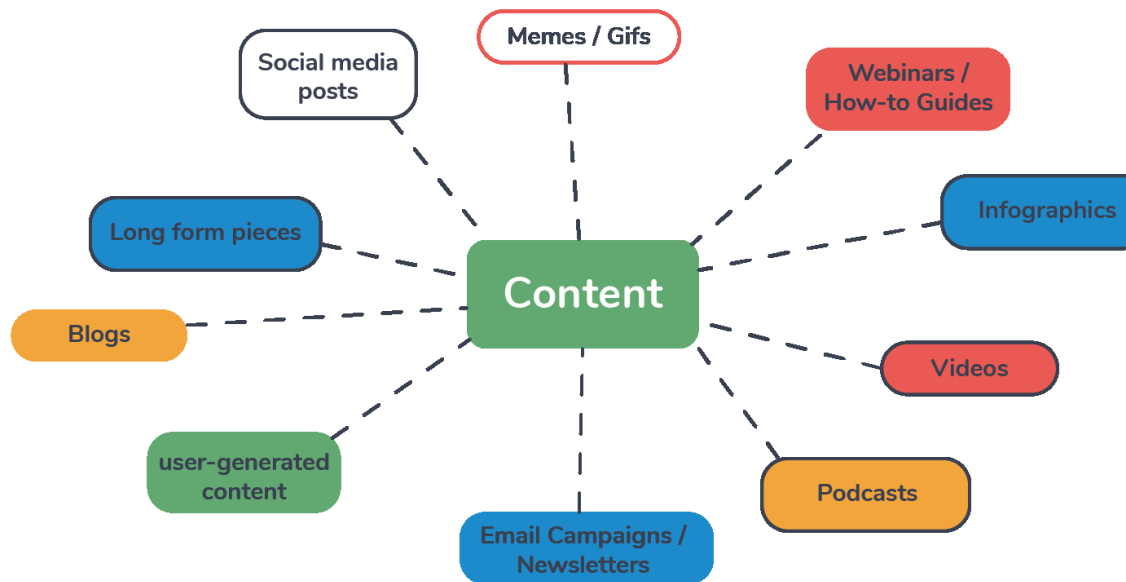 Memes / Gifs
Social media
posts
Webinars /
How-to Guides
Infographics
Long form pieces
Content
Blogs
Videos
user-generated
content
Podcasts
Email Campaigns /
Newsletters